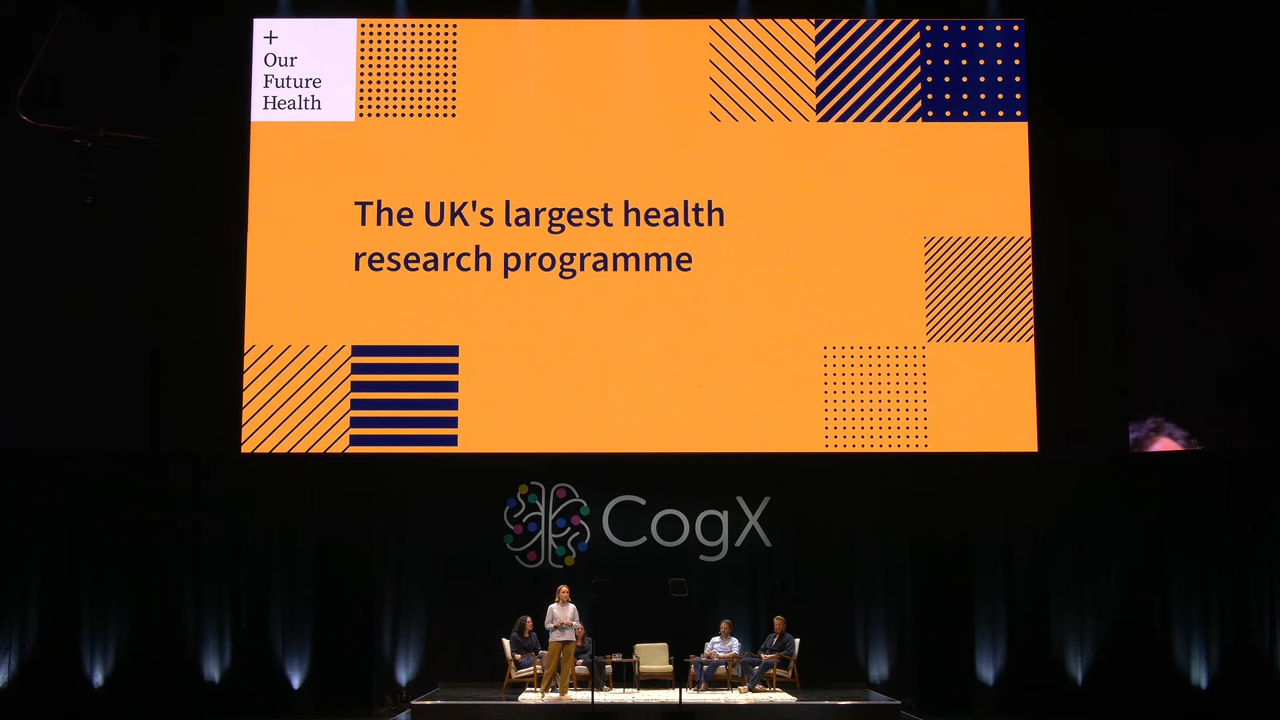 +
Our
Future
Health
The UK's largest health
research programme
CogX